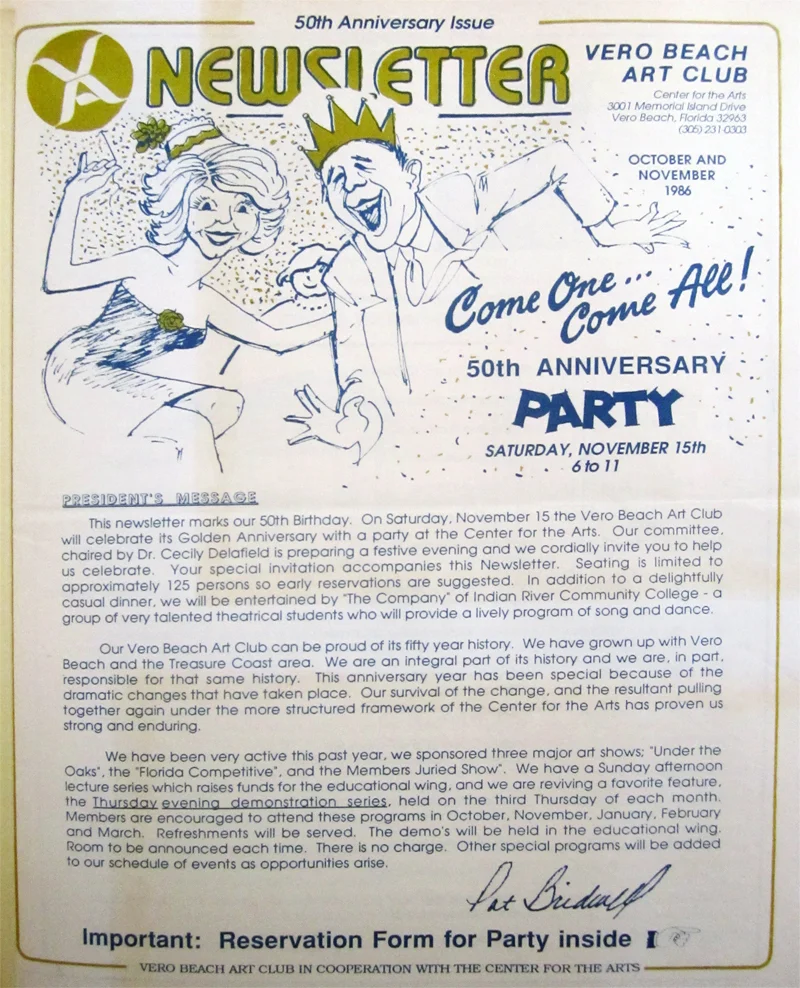 50th Anniversary Issue
NEWSLETTER
VERO BEACH
ART CLUB
Center for the Arts
3001 Memorial Island Drive
Vero Beach, Florida 32963
(305) 231-0303
OCTOBER AND
NOVEMBER
1986
Come One...
Come All!
50th ANNIVERSARY
PARTY
SATURDAY, NOVEMBER 15th
6 to 11
PRESIDENT'S MESSAGE
This newsletter marks our 50th Birthday. On Saturday, November 15 the Vero Beach Art Club
will celebrate its Golden Anniversary with a party at the Center for the Arts. Our committee,
chaired by Dr. Cecily Delafield is preparing a festive evening and we cordially invite you to help
us celebrate. Your special invitation accompanies this Newsletter. Seating is limited to
approximately 125 persons so early reservations are suggested. In addition to a delightfully
casual dinner, we will be entertained by "The Company" of Indian River Community College - a
group of very talented theatrical students who will provide a lively program of song and dance.
Our Vero Beach Art Club can be proud of its fifty year history. We have grown up with Vero
Beach and the Treasure Coast area. We are an integral part of its history and we are, in part,
responsible for that same history. This anniversary year has been special because of the
dramatic changes that have taken place. Our survival of the change, and the resultant pulling
together again under the more structured framework of the Center for the Arts has proven us
strong and enduring.
We have been very active this past year, we sponsored three major art shows; "Under the
Oaks", the "Florida Competitive", and the Members Juried Show". We have a Sunday afternoon
lecture series which raises funds for the educational wing, and we are reviving a favorite feature,
the Thursday evening demonstration series, held on the third Thursday of each month.
Members are encouraged to attend these programs in October, November, January, February
and March. Refreshments will be served. The demo's will be held in the educational wing.
Room to be announced each time. There is no charge. Other special programs will be added
to our schedule of events as opportunities arise.
Pat Bidwell
Important: Reservation Form for Party inside
VERO BEACH ART CLUB IN COOPERATION WITH THE CENTER FOR THE ARTS